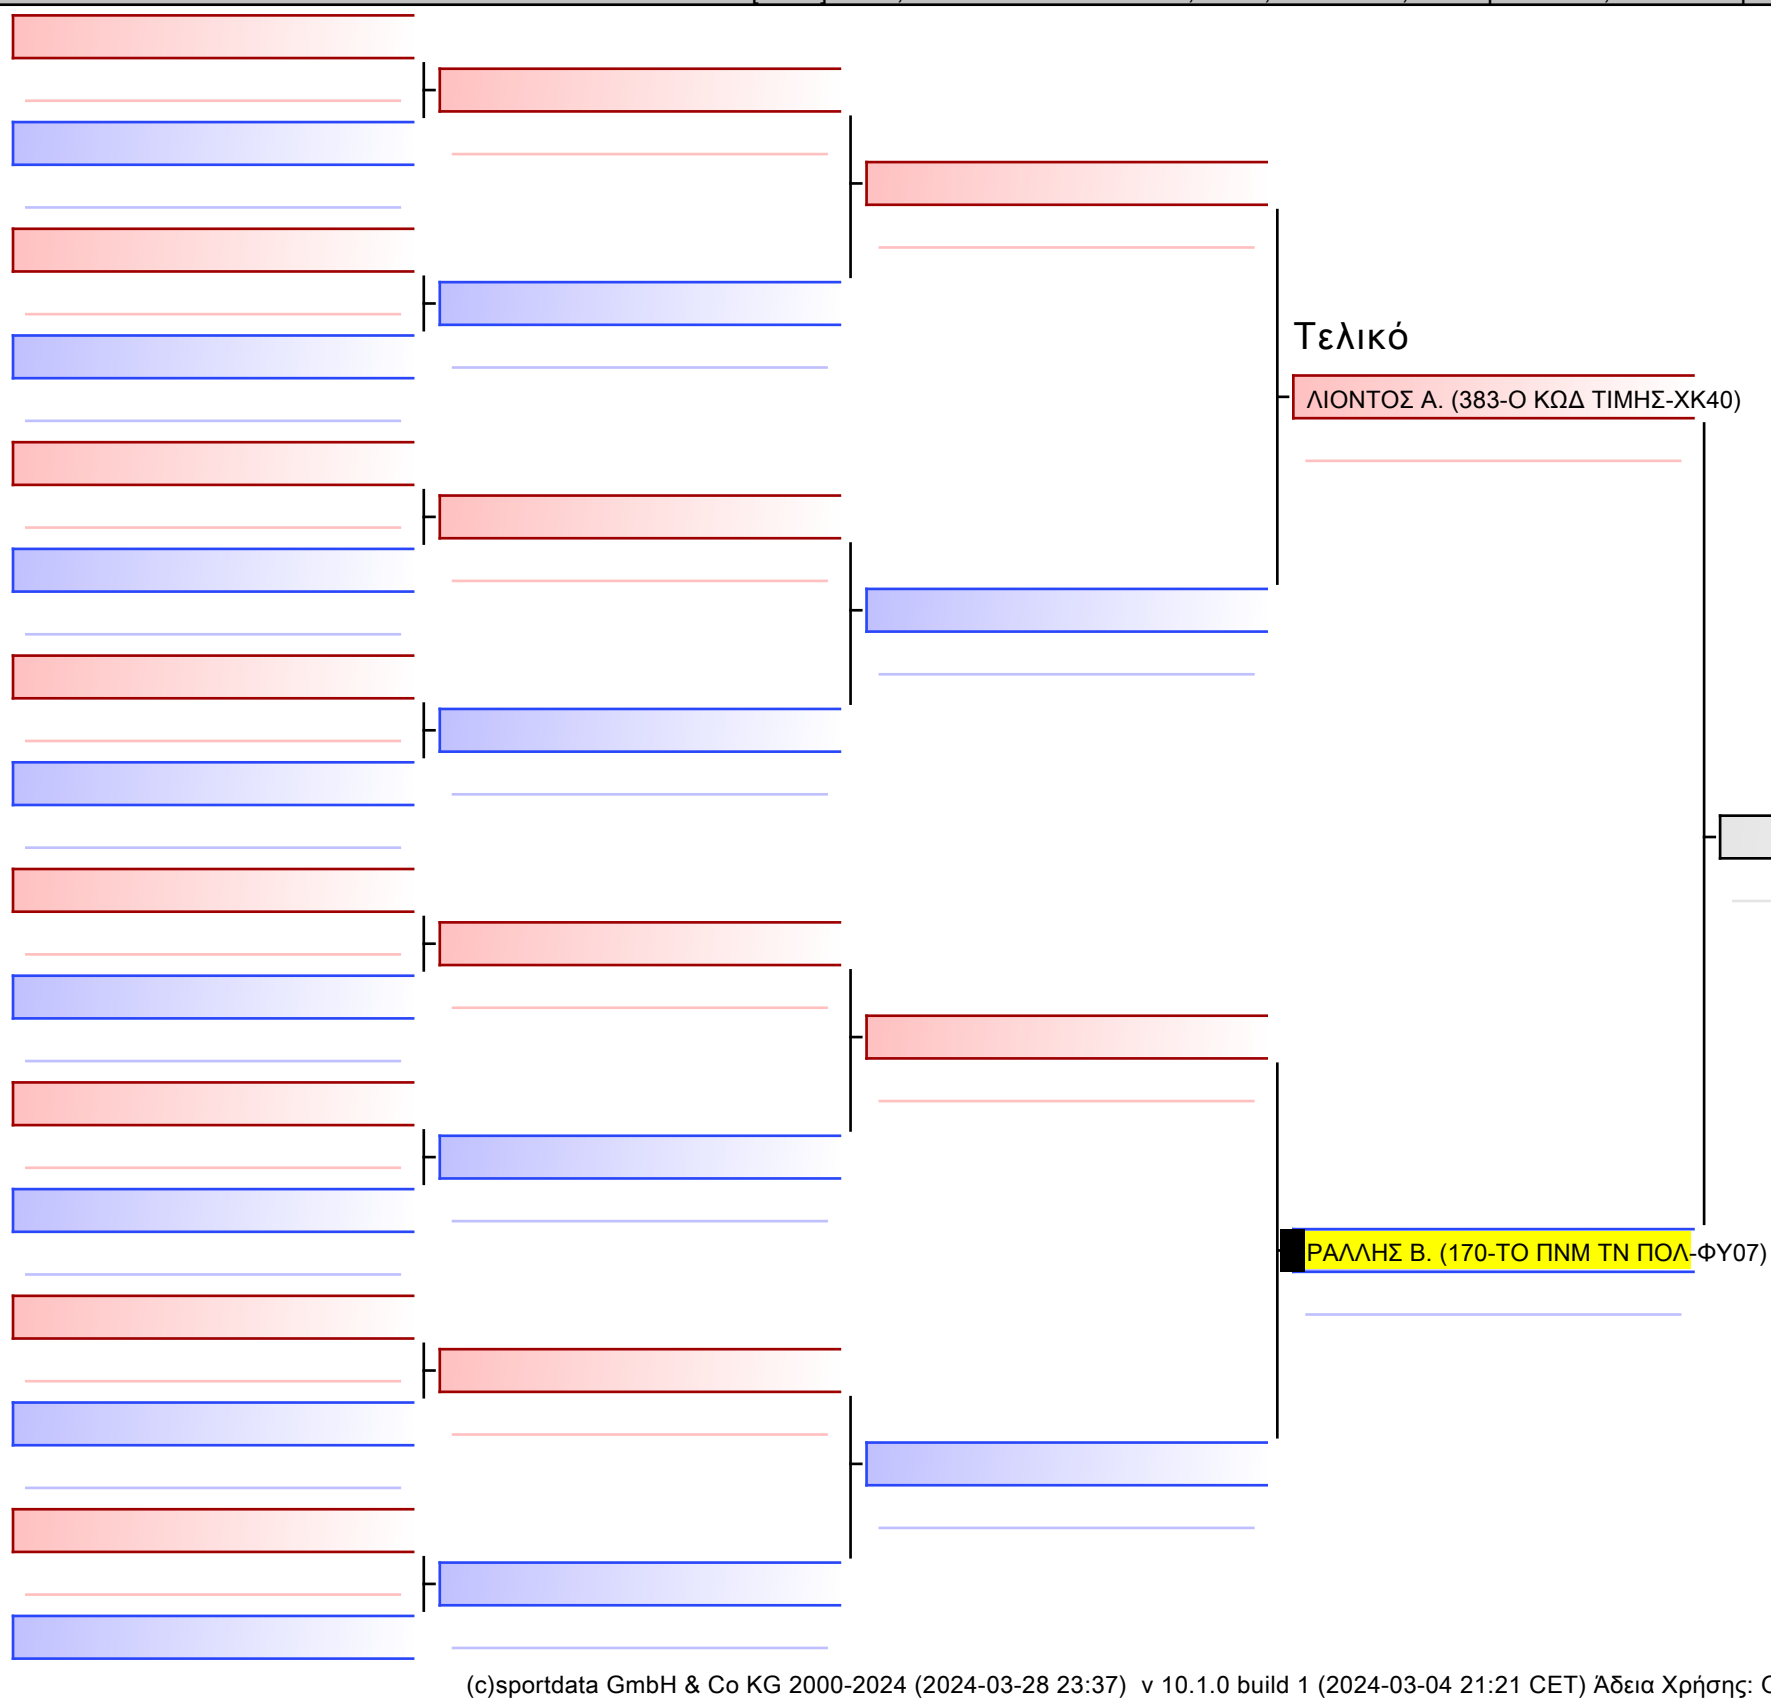 Τελικό
ΛΙΟΝΤΟΣ Α. (383-Ο ΚΩΔ ΤΙΜΗΣ-ΧΚ40)
ΡΑΛΛΗΣ Β. (170-ΤΟ ΠΝΜ ΤΝ ΠΟΛ-ΦΥ07)
(c)sportdata GmbH & Co KG 2000-2024 (2024-03-28 23:37) v 10.1.0 build 1 (2024-03-04 21:21 CET) Άδεια Χρήσης: